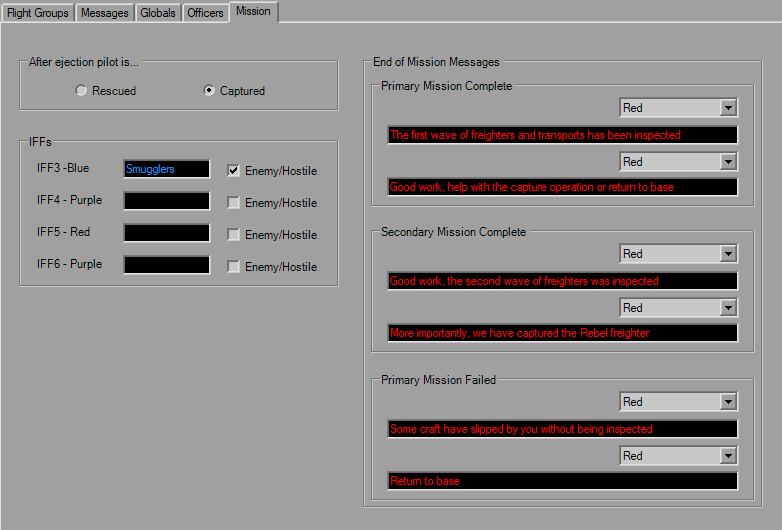 Flight Groups Messages Globals Officers Mission
After ejection pilot is...
Rescued Captured
IFFs
IFF3 -Blue Smugglers Enemy/Hostile
IFF4 - Purple Enemy/Hostile
IFF5 - Red Enemy/Hostile
IFF6 - Purple Enemy/Hostile
End of Mission Messages
Primary Mission Complete
Red
The first wave of freighters and transports has been inspected
Red
Good work, help with the capture operation or return to base
Secondary Mission Complete
Red
Good work, the second wave of freighters was inspected
Red
More importantly, we have captured the Rebel freighter
Primary Mission Failed
Red
Some craft have slipped by you without being inspected
Red
Return to base